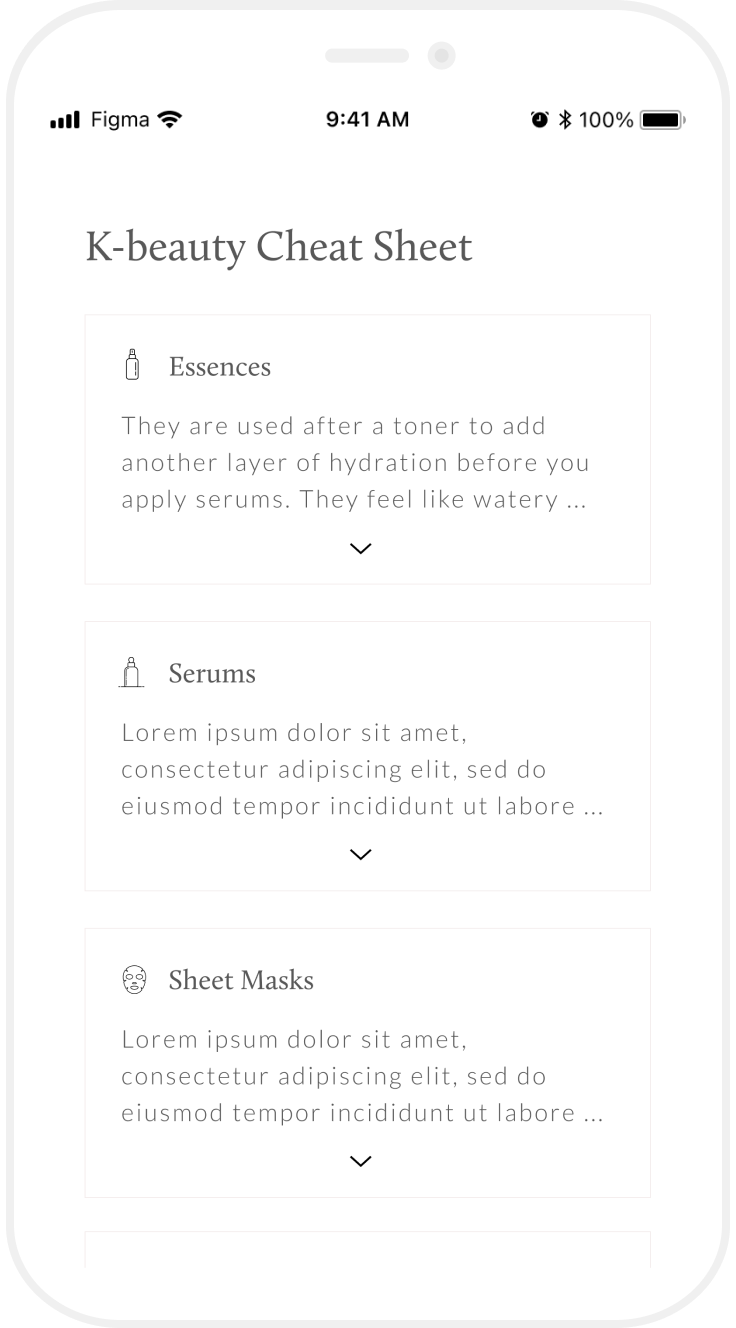 Figma 9:41 AM 100%
K-beauty Cheat Sheet
Essences
They are used after a toner to add
another layer of hydration before you
apply serums. They feel like watery ...
Serums
Lorem ipsum dolor sit amet,
consectetur adipiscing elit, sed do
eiusmod tempor incididunt ut labore ...
Sheet Masks
Lorem ipsum dolor sit amet,
consectetur adipiscing elit, sed do
eiusmod tempor incididunt ut labore ...